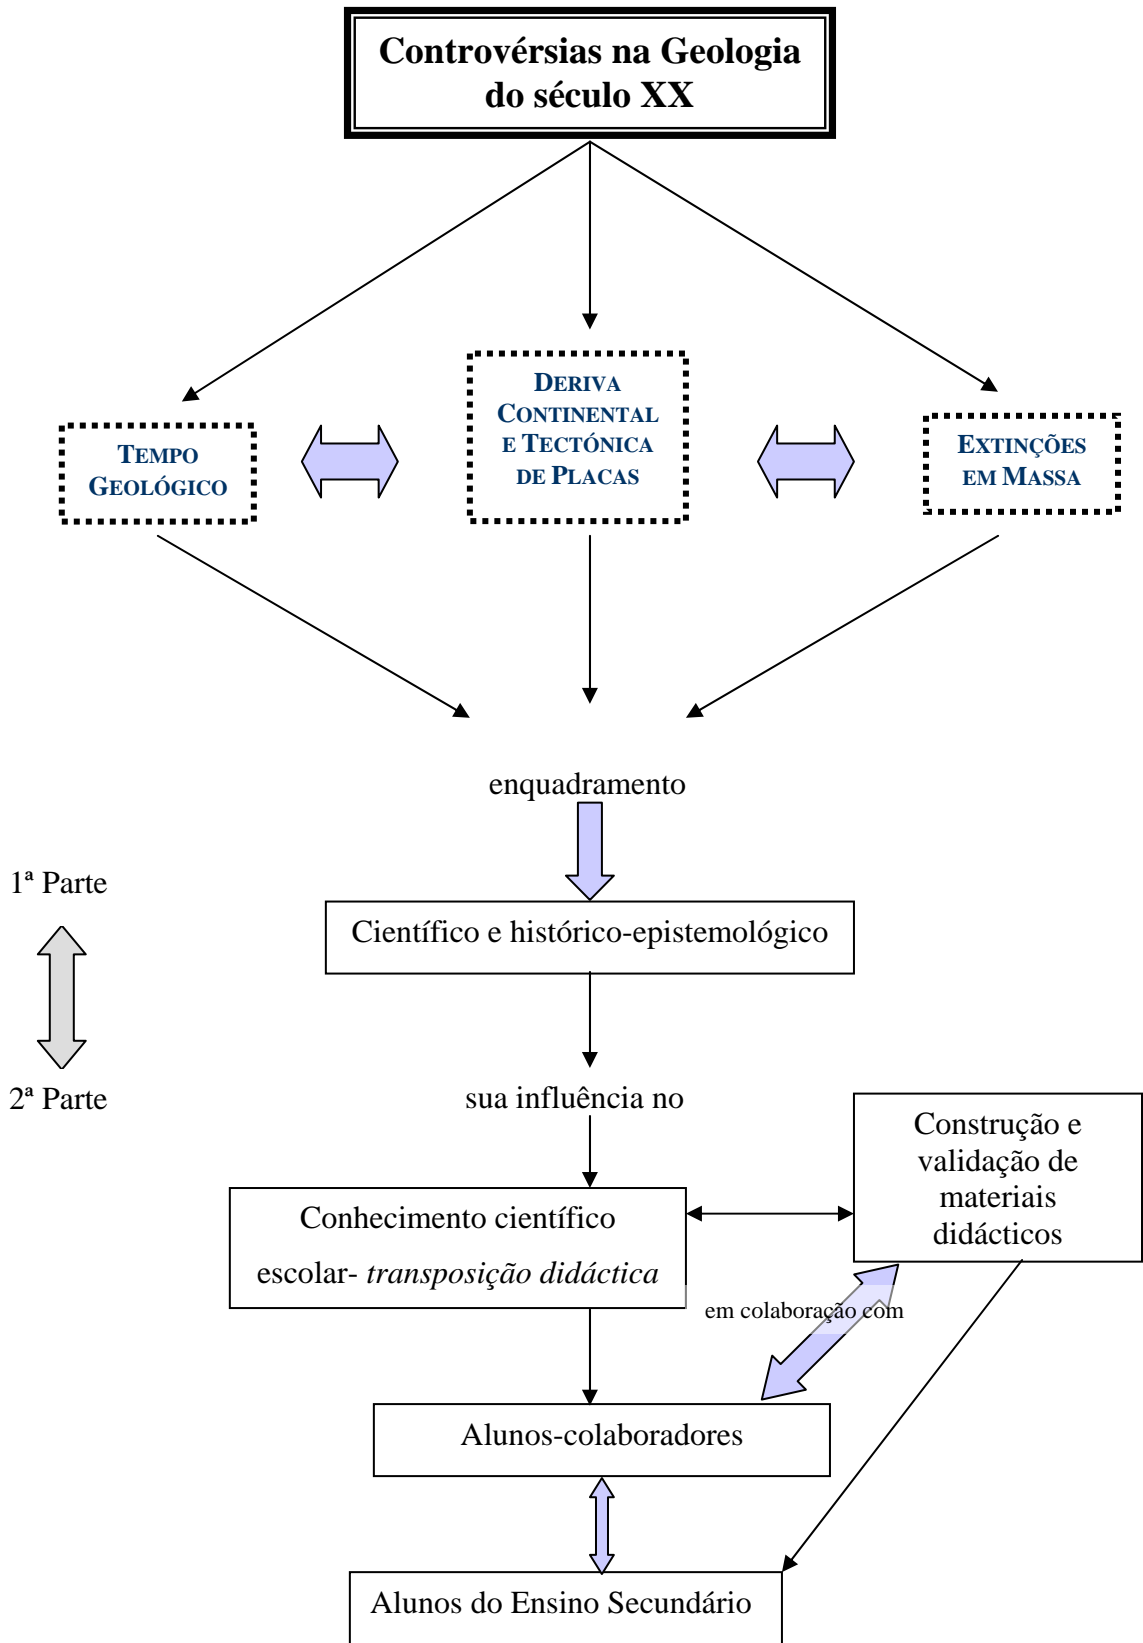 Controvérsias na Geologia
do século XX
TEMPO
GEOLÓGICO
DERIVA
CONTINENTAL
E TECTÓNICA
DE PLACAS
EXTINÇÕES
EM MASSA
enquadramento
1ª Parte
Científico e histórico-epistemológico
2ª Parte
sua influência no
Construção e
validação de
materiais
didácticos
Conhecimento científico
escolar- transposição didáctica
em colaboração com
Alunos-colaboradores
Alunos do Ensino Secundário